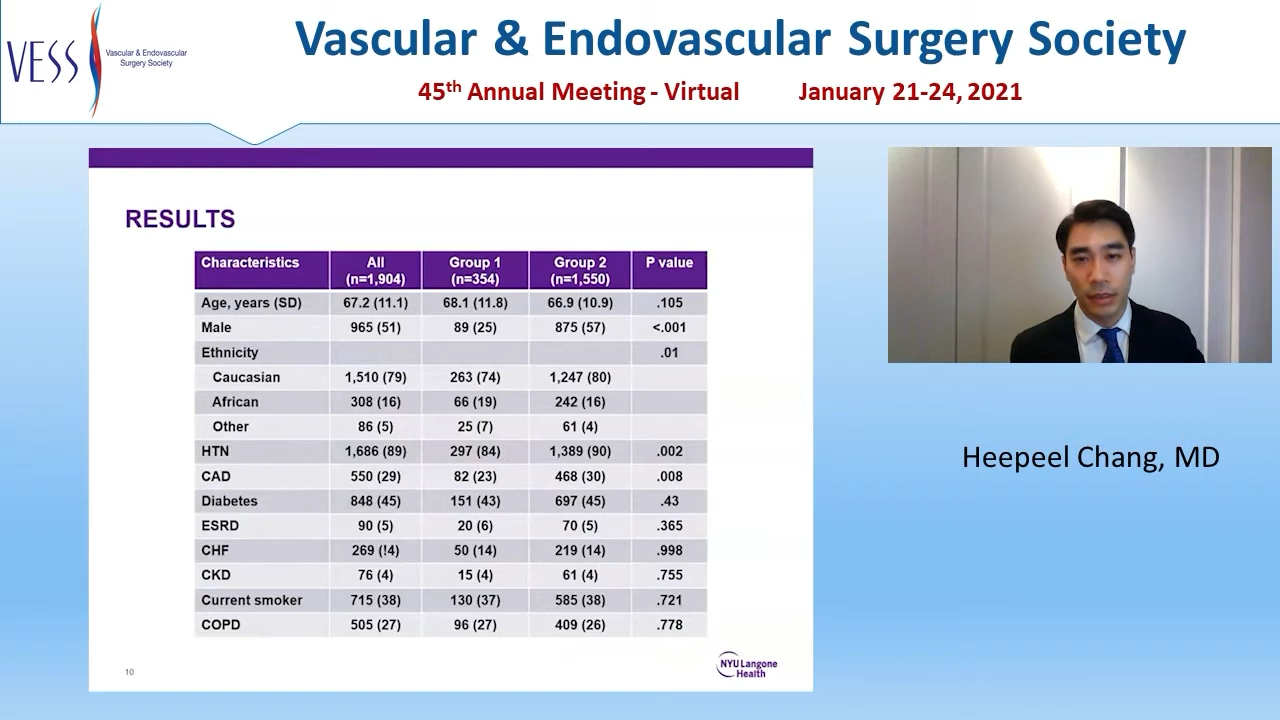 VESS
Vascular & Endovascular
Surgery Society
Vascular & Endovascular Surgery Society
45th Annual Meeting - Virtual January 21-24, 2021
RESULTS
Characteristics All (n=1,904) Group 1 (n=354) Group 2 (n=1,550) P value
Age, years (SD) 67.2 (11.1) 68.1 (11.8) 66.9 (10.9) .105
Male 965 (51) 89 (25) 875 (57) <.001
Ethnicity .01
Caucasian 1,510 (79) 263 (74) 1,247 (80)
African 308 (16) 66 (19) 242 (16)
Other 86 (5) 25 (7) 61 (4)
HTN 1,686 (89) 297 (84) 1,389 (90) .002
CAD 550 (29) 82 (23) 468 (30) .008
Diabetes 848 (45) 151 (43) 697 (45) .43
ESRD 90 (5) 20 (6) 70 (5) .365
CHF 269 (!4) 50 (14) 219 (14) .998
CKD 76 (4) 15 (4) 61 (4) .755
Current smoker 715 (38) 130 (37) 585 (38) .721
COPD 505 (27) 96 (27) 409 (26) .778
10
NYU Langone
Health
Heepeel Chang, MD